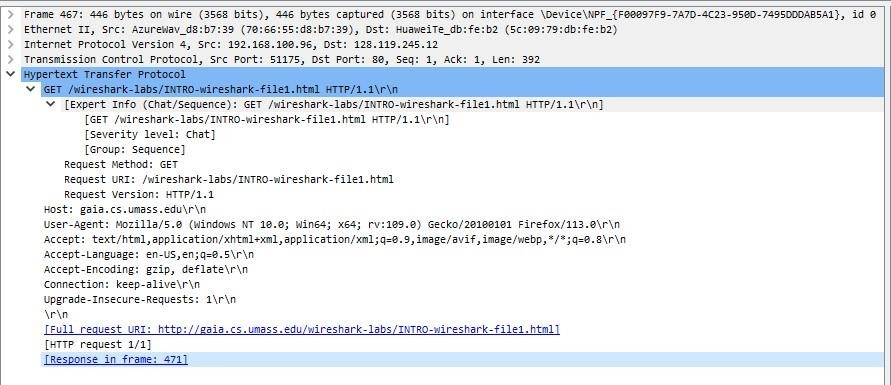 Frame 467: 446 bytes on wire (3568 bits), 446 bytes captured (3568 bits) on interface \Device\NPF_{F00097F9-7A7D-4C23-950D-7495DDDAB5A1}, id 0
Ethernet II, Src: AzureWav_d8:b7:39 (70:66:55:d8:b7:39), Dst: HuaweiTe_db:fe:b2 (5c:09:79:db:fe:b2)
Internet Protocol Version 4, Src: 192.168.100.96, Dst: 128.119.245.12
Transmission Control Protocol, Src Port: 51175, Dst Port: 80, Seq: 1, Ack: 1, Len: 392
Hypertext Transfer Protocol
GET /wireshark-labs/INTRO-wireshark-file1.html HTTP/1.1\r\n
[Expert Info (Chat/Sequence): GET /wireshark-labs/INTRO-wireshark-file1.html HTTP/1.1\r\n]
[GET /wireshark-labs/INTRO-wireshark-file1.html HTTP/1.1\r\n]
[Severity level: Chat]
[Group: Sequence]
Request Method: GET
Request URI: /wireshark-labs/INTRO-wireshark-file1.html
Request Version: HTTP/1.1
Host: gaia.cs.umass.edu\r\n
User-Agent: Mozilla/5.0 (Windows NT 10.0; Win64; x64; rv:109.0) Gecko/20100101 Firefox/113.0\r\n
Accept: text/html,application/xhtml+xml,application/xml;q=0.9,image/avif,image/webp,*/*;q=0.8\r\n
Accept-Language: en-US,en;q=0.5\r\n
Accept-Encoding: gzip, deflate\r\n
Connection: keep-alive\r\n
Upgrade-Insecure-Requests: 1\r\n
\r\n
[Full request URI: http://gaia.cs.umass.edu/wireshark-labs/INTRO-wireshark-file1.html]
[HTTP request 1/1]
[Response in frame: 471]